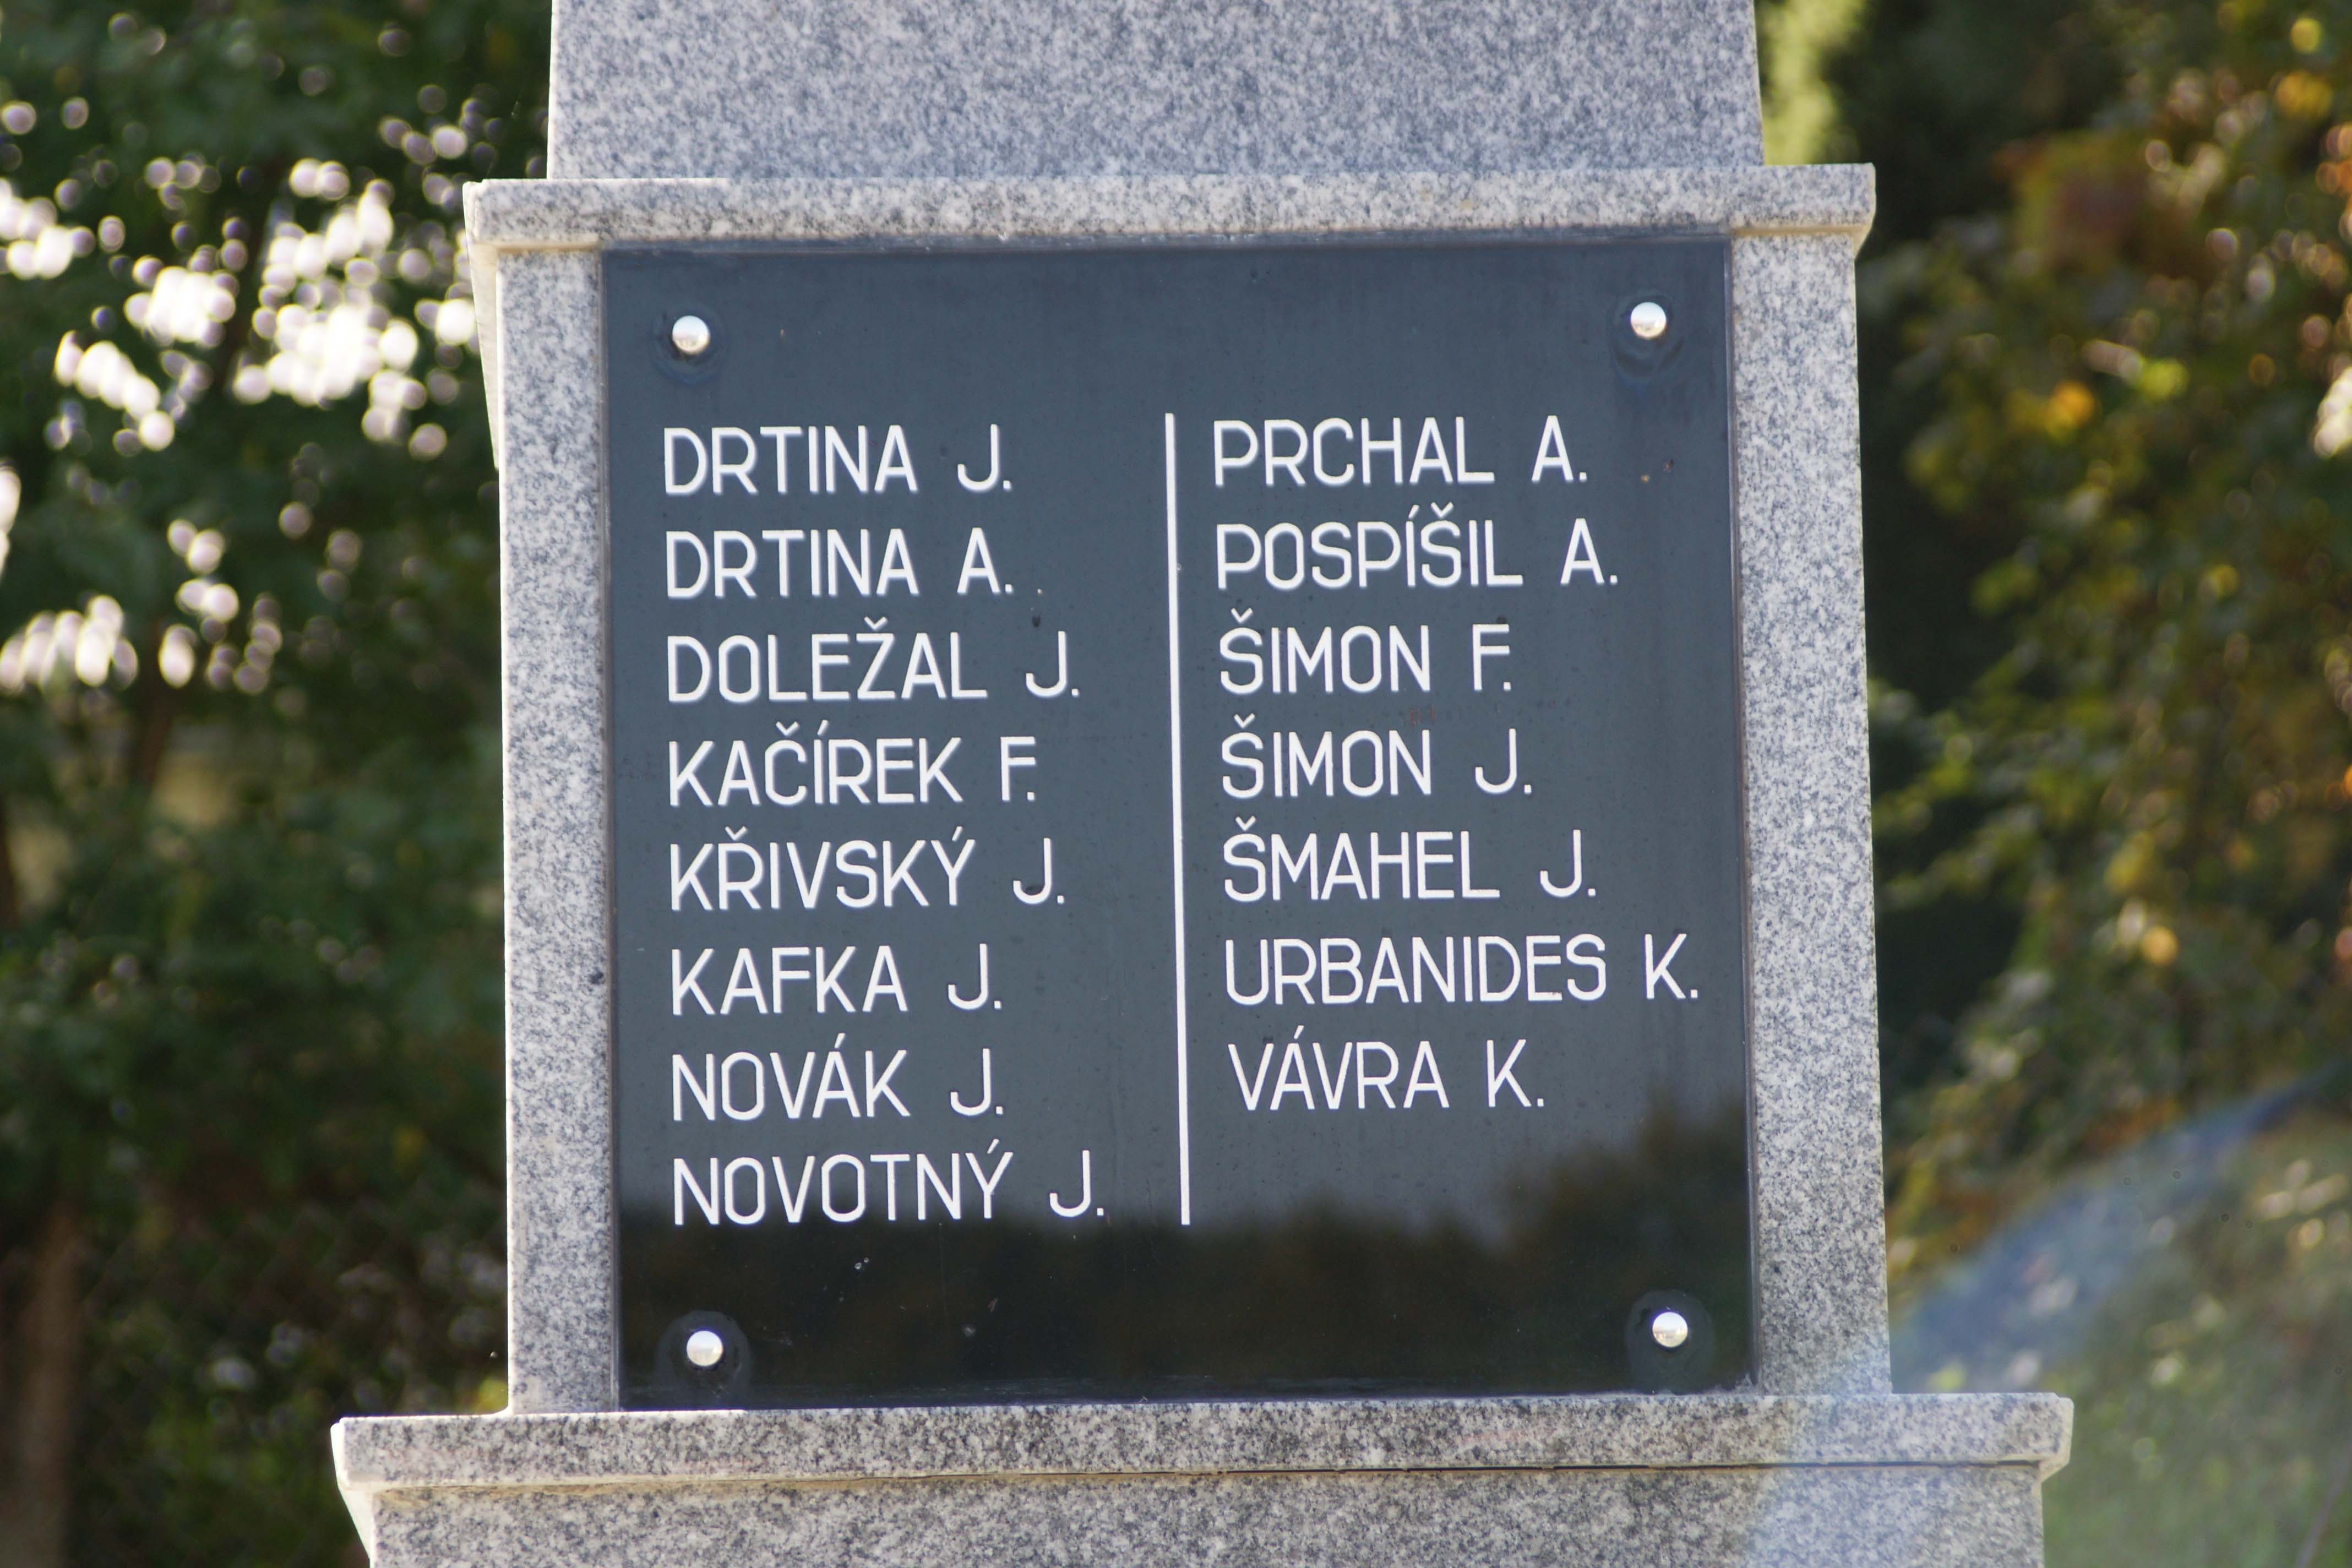 DRTINA J.
DRTINA A.
DOLEŽAL J.
KAČÍREK F.
KŘIVSKÝ J.
KAFKA J.
NOVÁK J.
NOVOTNÝ J.
PRCHAL A.
POSPÍŠIL A.
ŠIMON F.
ŠIMON J.
ŠMAHEL J.
URBANIDES K.
VÁVRA K.